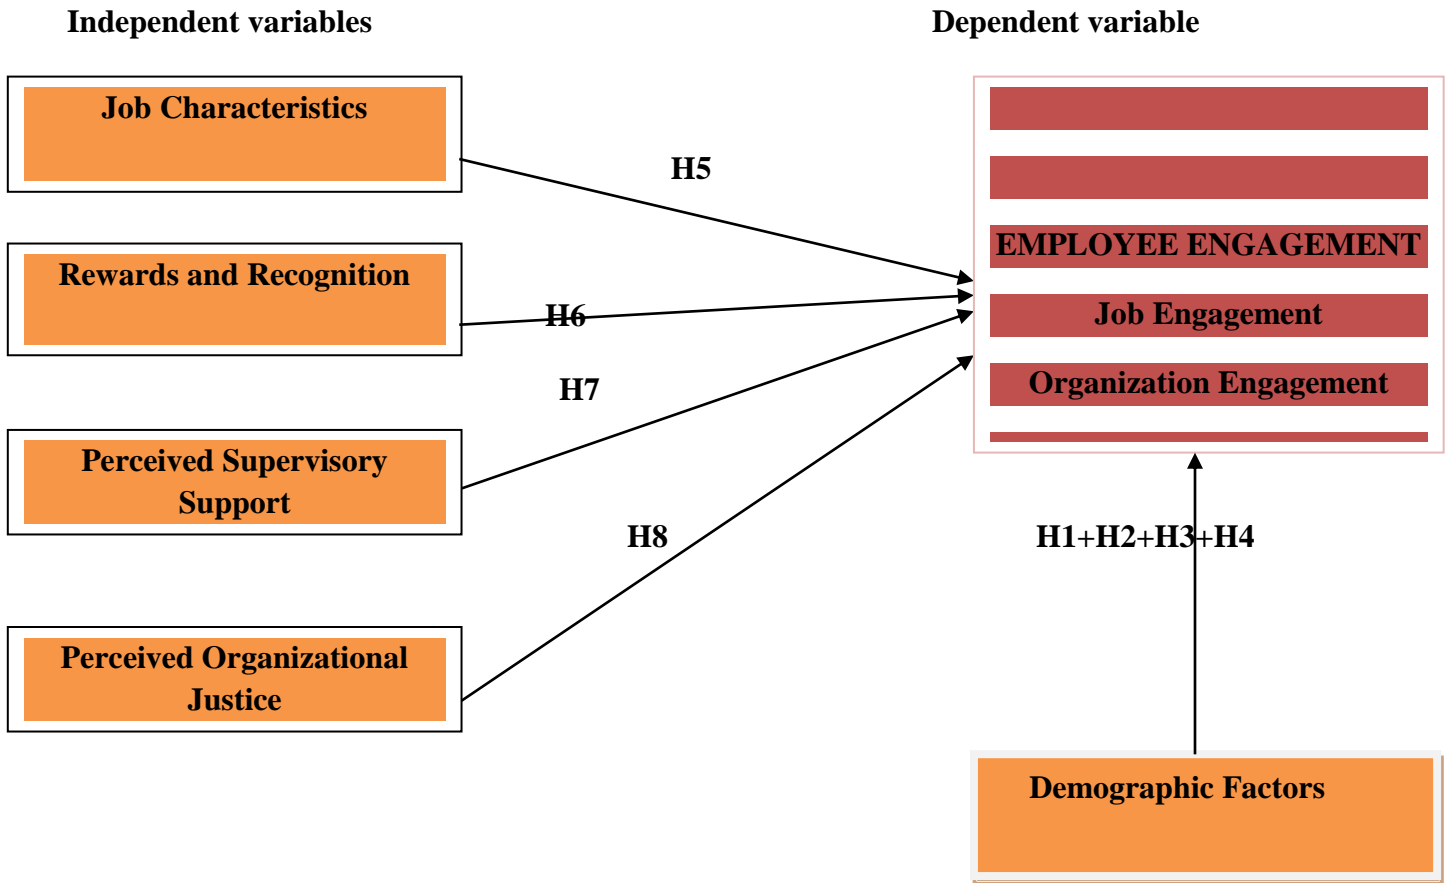 Independent variables
Dependent variable
Job Characteristics
H5
Rewards and Recognition
EMPLOYEE ENGAGEMENT
H6
Job Engagement
H7
Organization Engagement
Perceived Supervisory
Support
H8
H1+H2+H3+H4
Perceived Organizational
Justice
Demographic Factors